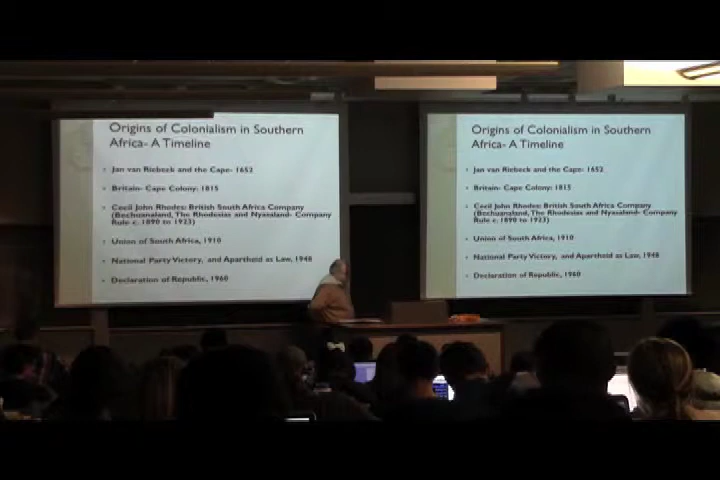 Origins of Colonialism in Southern
Africa- A Timeline
Jan van Riebeek and the Cape- 1652
Britain- Cape Colony: 1815
Cecil John Rhodes: British South Africa Company
(Bechuanaland, The Rhodesias and Nyasaland- Company
Rule c. 1890 to 1923)
Union of South Africa, 1910
National Party Victory, and Apartheid as Law, 1948
Declaration of Republic, 1960
Origins of Colonialism in Southern
Africa- A Timeline
Jan van Riebeek and the Cape- 1652
Britain- Cape Colony: 1815
Cecil John Rhodes: British South Africa Company
(Bechuanaland, The Rhodesias and Nyasaland- Company
Rule c. 1890 to 1923)
Union of South Africa, 1910
National Party Victory, and Apartheid as Law, 1948
Declaration of Republic, 1960